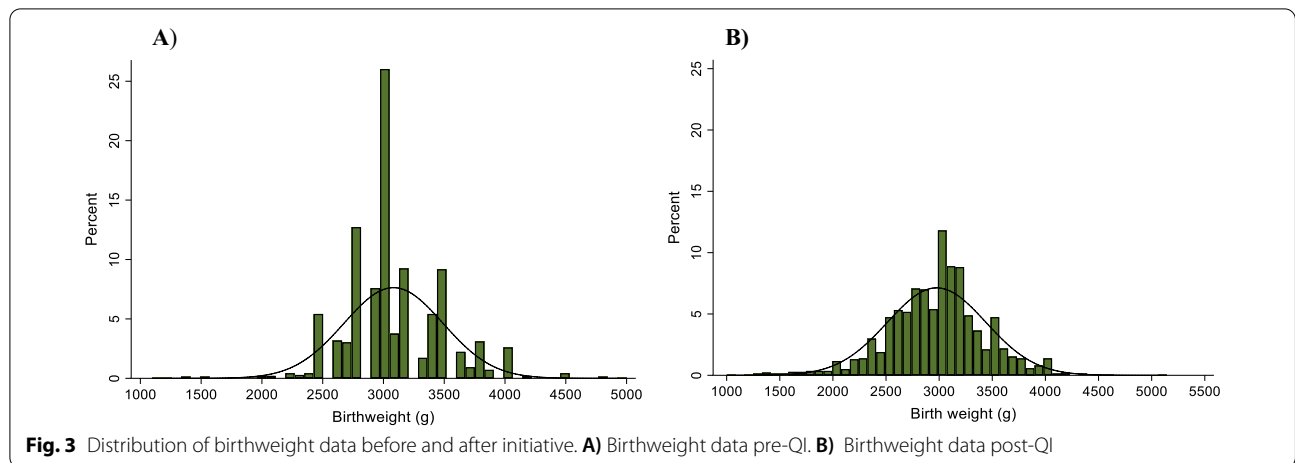 A)
25
20
15
10
5
0
Percent
1000 1500 2000 2500 3000 3500 4000 4500 5000
Birthweight (g)
B)
25
20
15
10
5
0
Percent
1000 1500 2000 2500 3000 3500 4000 4500 5000 5500
Birth weight (g)
Fig. 3 Distribution of birthweight data before and after initiative. A) Birthweight data pre-QI. B) Birthweight data post-QI